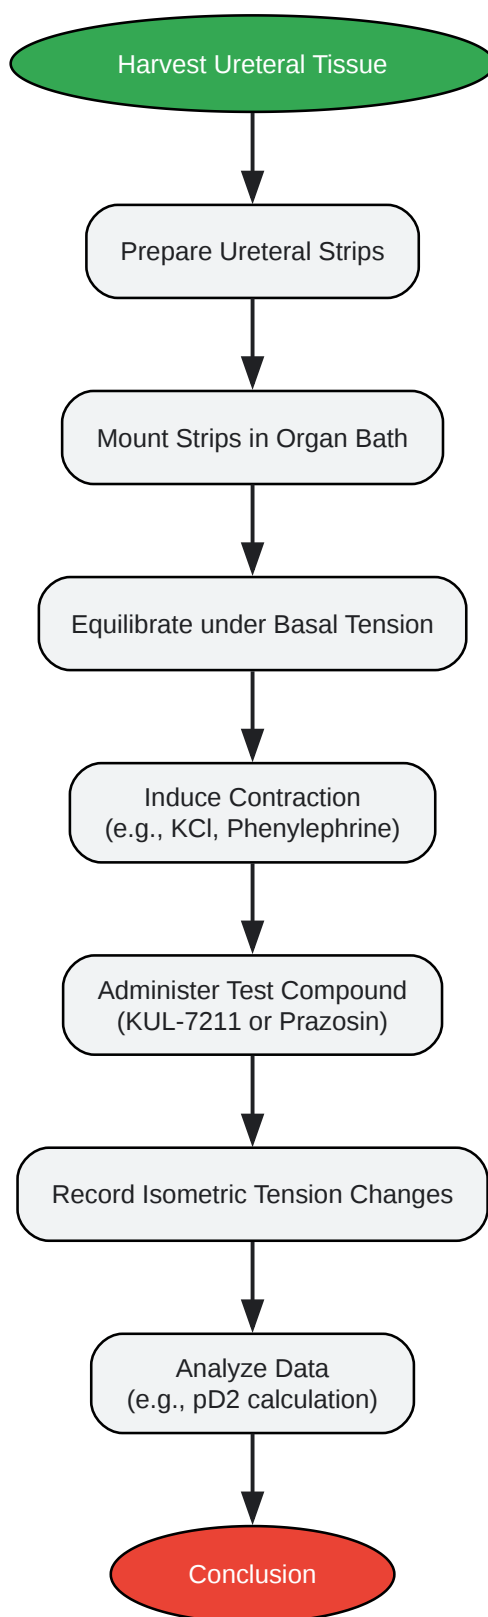 Harvest Ureteral Tissue
Prepare Ureteral Strips
Mount Strips in Organ Bath
Equilibrate under Basal Tension
Induce Contraction
(e.g., KCl, Phenylephrine)
Administer Test Compound
(KUL-7211 or Prazosin)
Record Isometric Tension Changes
Analyze Data
(e.g., pD2 calculation)
Conclusion